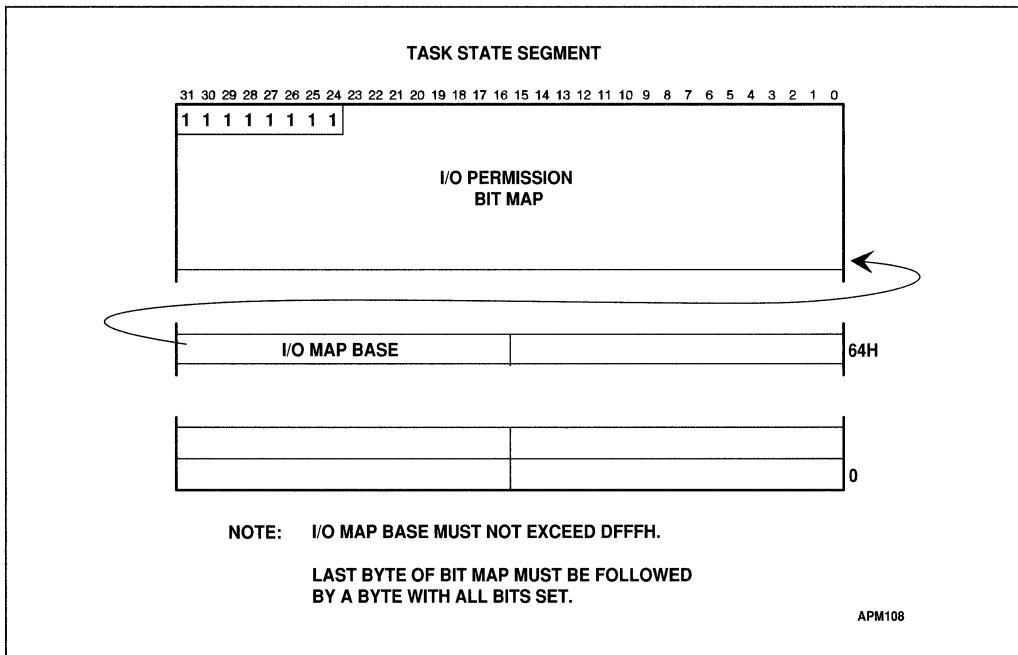 TASK STATE SEGMENT
31 30 29 28 27 26 25 24 23 22 21 20 19 18 17 16 15 14 13 12 11 10 9 8 7 6 5 4 3 2 1 0
1 1 1 1 1 1 1 1
I/O PERMISSION
BIT MAP
I/O MAP BASE
64H
0
NOTE: I/O MAP BASE MUST NOT EXCEED DFFFH.
LAST BYTE OF BIT MAP MUST BE FOLLOWED
BY A BYTE WITH ALL BITS SET.
APM108